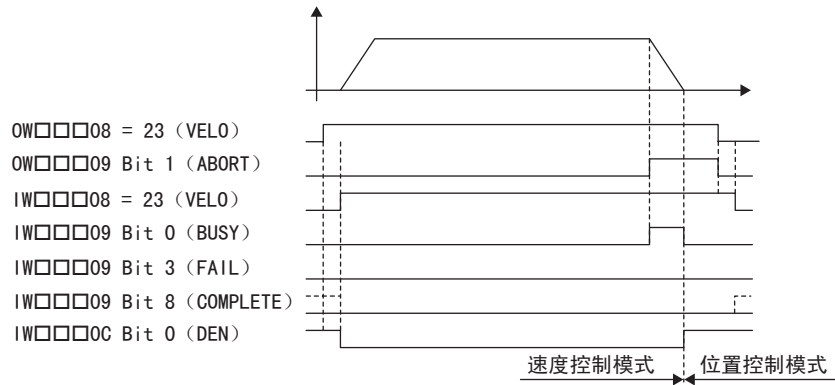 OW□□□08 = 23（VELO）
OW□□□09 Bit 1（ABORT）
IW□□□08 = 23（VELO）
IW□□□09 Bit 0（BUSY）
IW□□□09 Bit 3（FAIL）
IW□□□09 Bit 8（COMPLETE）
IW□□□0C Bit 0（DEN）
速度控制模式 位置控制模式